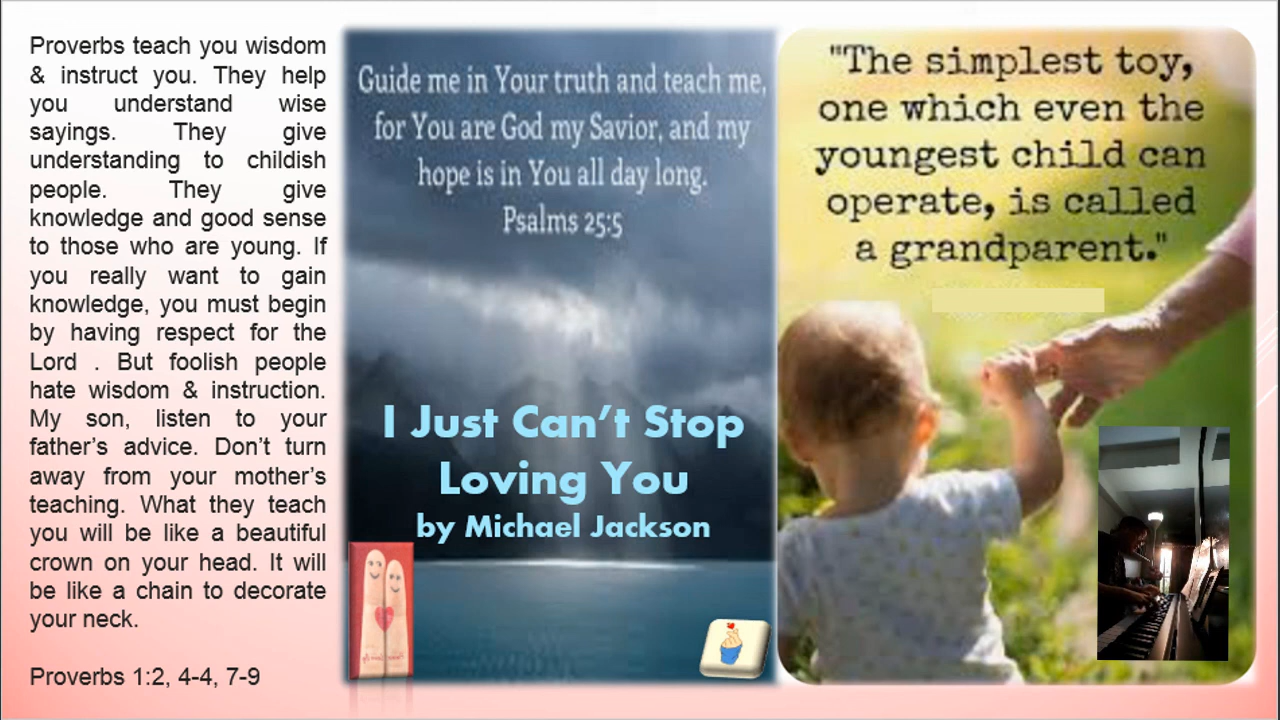 Proverbs teach you wisdom
& instruct you. They help
you understand wise
sayings. They give
understanding to childish
people. They give
knowledge and good sense
to those who are young. If
you really want to gain
knowledge, you must begin
by having respect for the
Lord . But foolish people
hate wisdom & instruction.
My son, listen to your
father’s advice. Don’t turn
away from your mother’s
teaching. What they teach
you will be like a beautiful
crown on your head. It will
be like a chain to decorate
your neck.
Proverbs 1:2, 4-4, 7-9
Guide me in Your truth and teach me,
for You are God my Savior, and my
hope is in You all day long.
Psalms 25:5
I Just Can’t Stop
Loving You
by Michael Jackson
"The simplest toy,
one which even the
youngest child can
operate, is called
a grandparent."